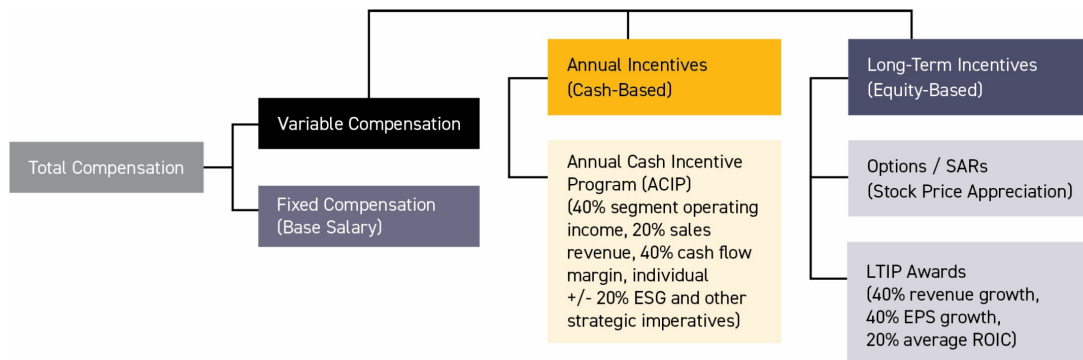 Total Compensation
Variable Compensation
Fixed Compensation
(Base Salary)
Annual Incentives
(Cash-Based)
Annual Cash Incentive
Program (ACIP)
(40% segment operating
income, 20% sales
revenue, 40% cash flow
margin, individual
+/- 20% ESG and other
strategic imperatives)
Long-Term Incentives
(Equity-Based)
Options / SARs
(Stock Price Appreciation)
LTIP Awards
(40% revenue growth,
40% EPS growth,
20% average ROIC)